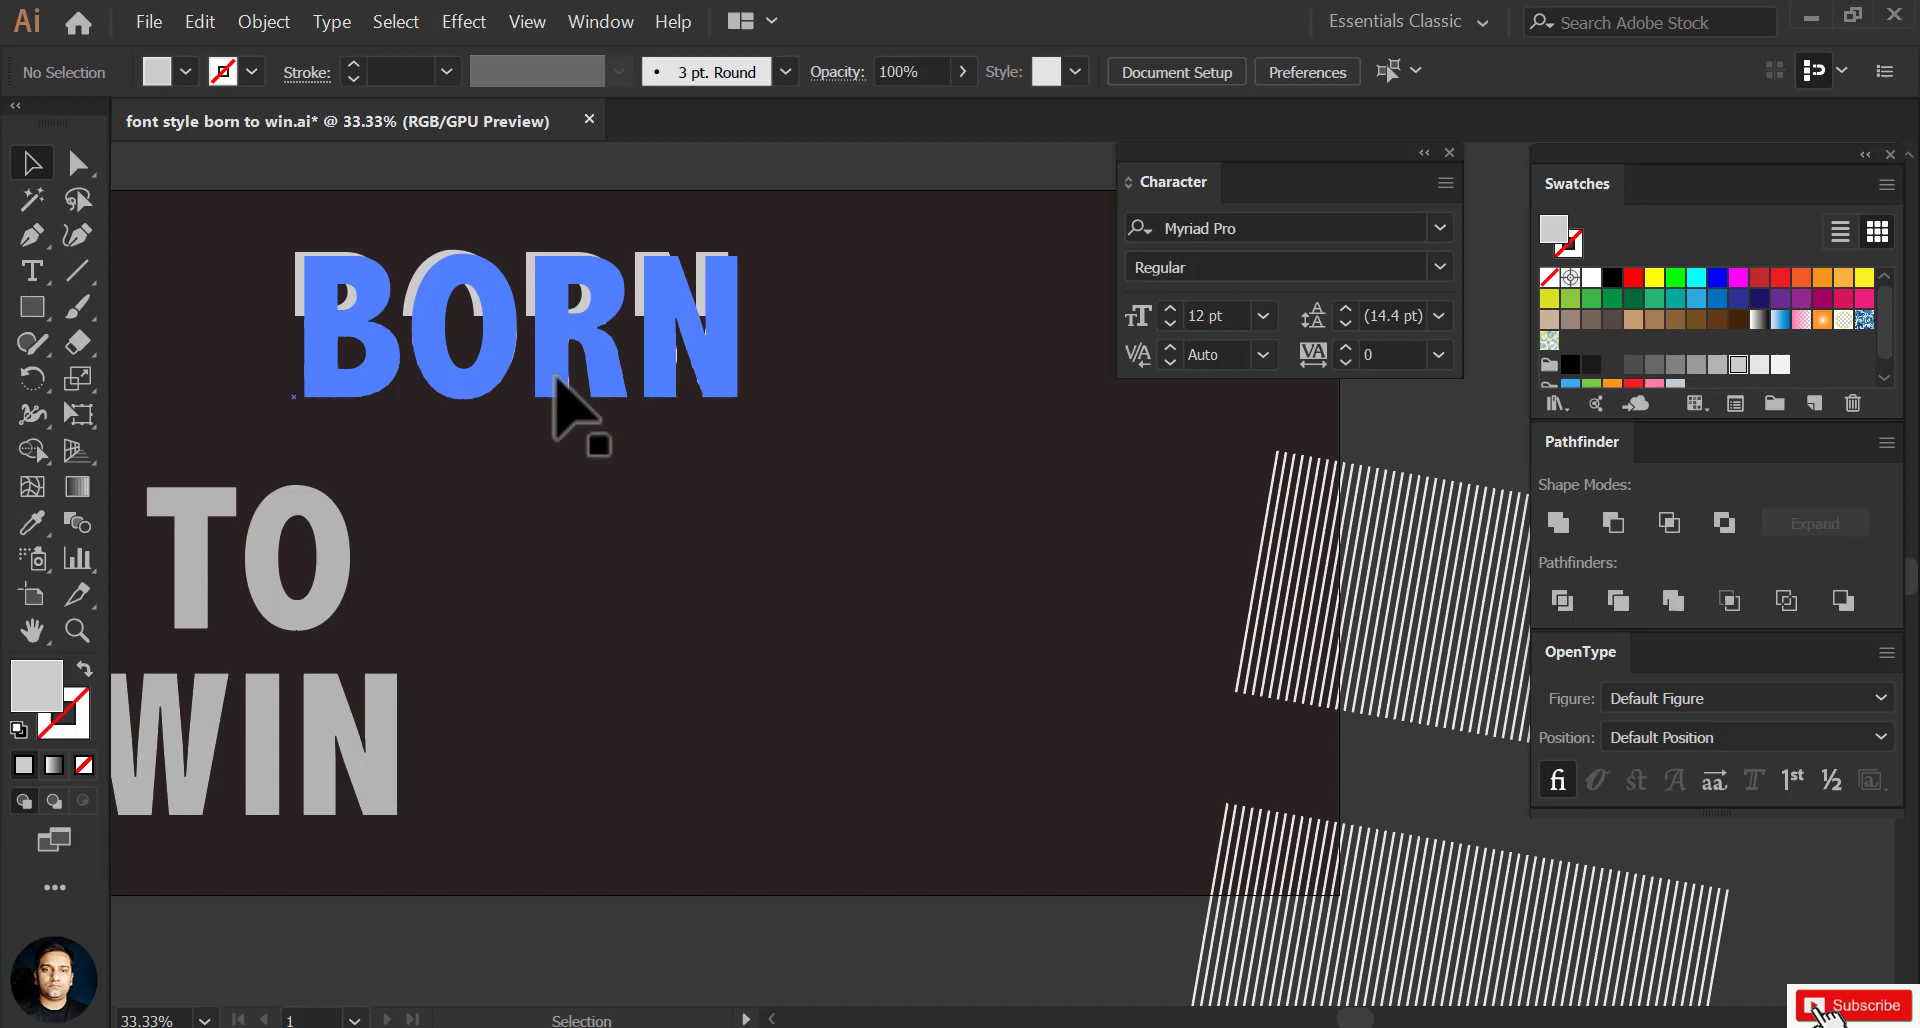 Ai File Edit Object Type Select Effect View Window Help Essentials Classic Search Adobe Stock
No Selection Stroke: 3 pt. Round Opacity: 100% Style: Document Setup Preferences
font style born to win.ai* @ 33.33% (RGB/GPU Preview)
Character
Myriad Pro
Regular
12 pt (14.4 pt)
Auto 0
Swatches
Pathfinder
Shape Modes:
Expand
Pathfinders:
OpenType
Figure: Default Figure
Position: Default Position
BORN
TO
WIN
33.33% 1 Selection
Subscribe